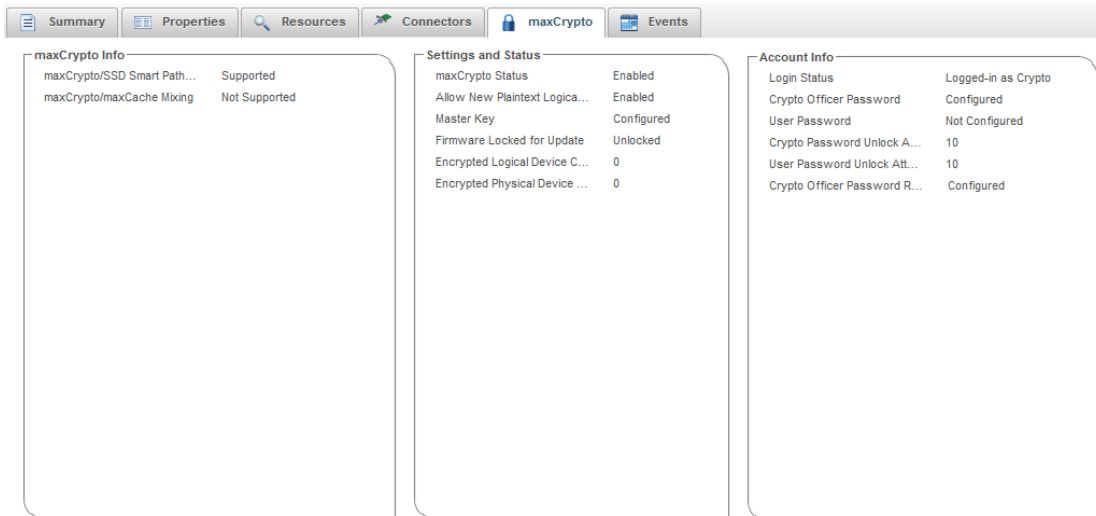 Summary Properties Resources Connectors maxCrypto Events
maxCrypto Info
maxCrypto/SSD Smart Path... Supported
maxCrypto/maxCache Mixing Not Supported
Settings and Status
maxCrypto Status Enabled
Allow New Plaintext Logica... Enabled
Master Key Configured
Firmware Locked for Update Unlocked
Encrypted Logical Device C... 0
Encrypted Physical Device ... 0
Account Info
Login Status Logged-in as Crypto
Crypto Officer Password Configured
User Password Not Configured
Crypto Password Unlock A... 10
User Password Unlock Att... 10
Crypto Officer Password R... Configured